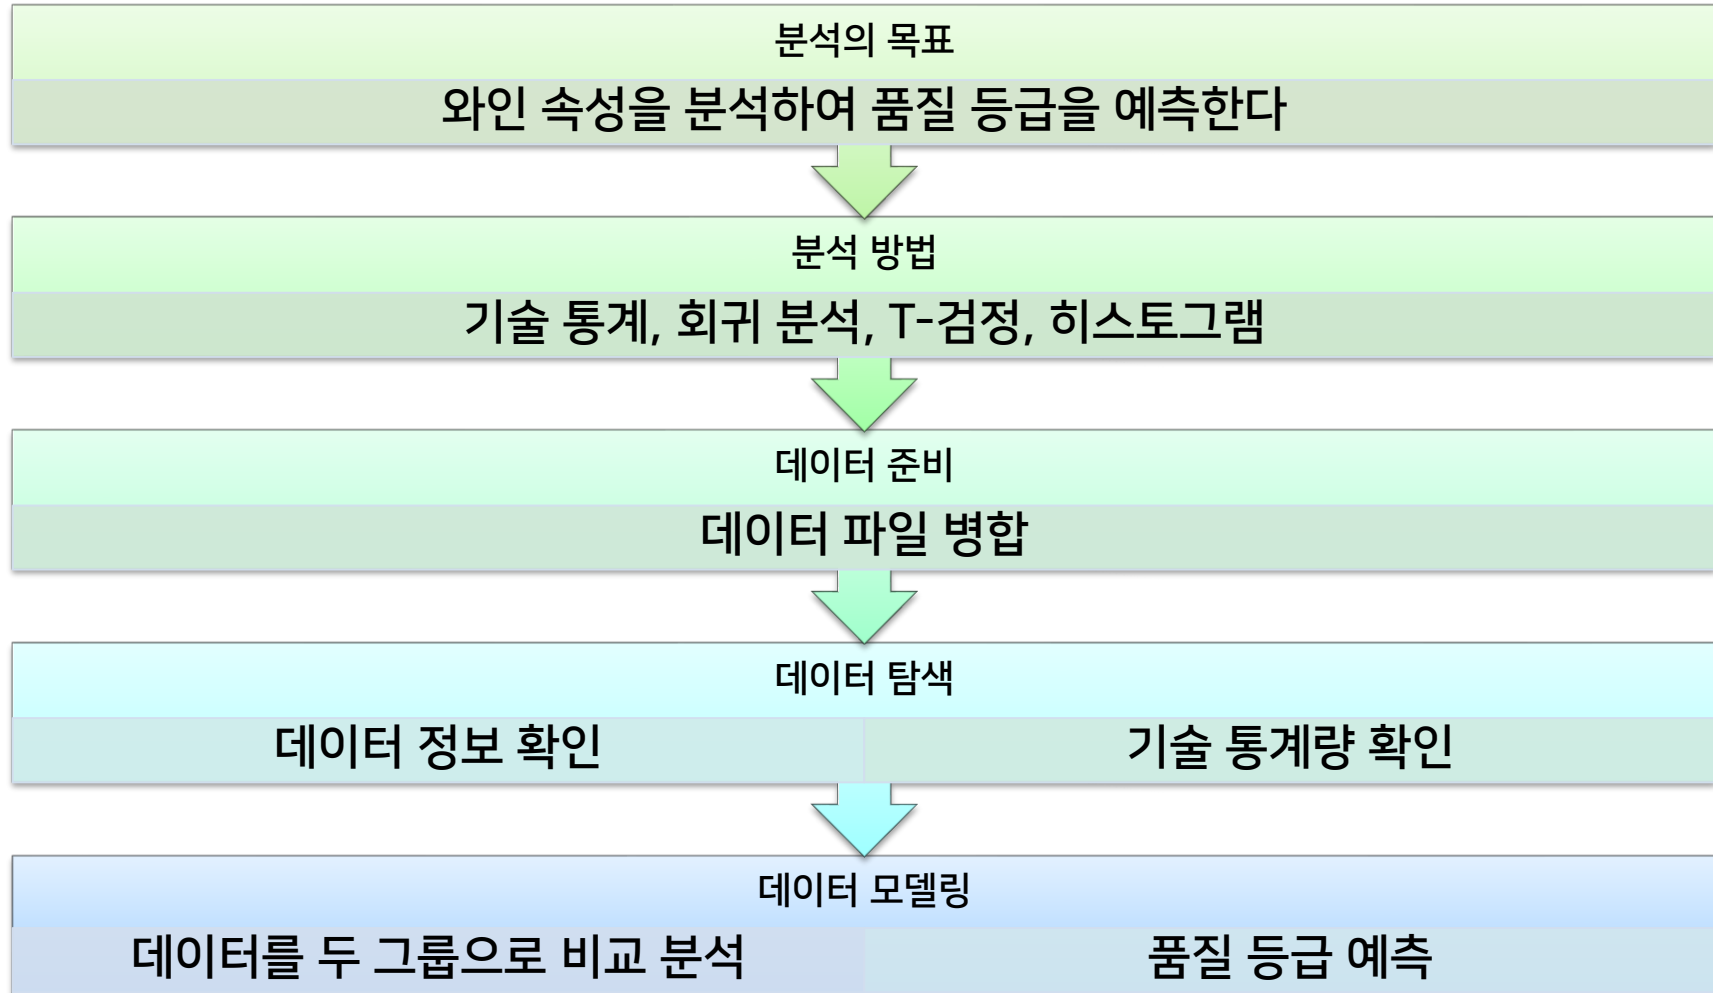 분석의 목표
와인 속성을 분석하여 품질 등급을 예측한다
분석 방법
기술 통계, 회귀 분석, T-검정, 히스토그램
데이터 준비
데이터 파일 병합
데이터 탐색
데이터 정보 확인
기술 통계량 확인
데이터 모델링
데이터를 두 그룹으로 비교 분석
품질 등급 예측